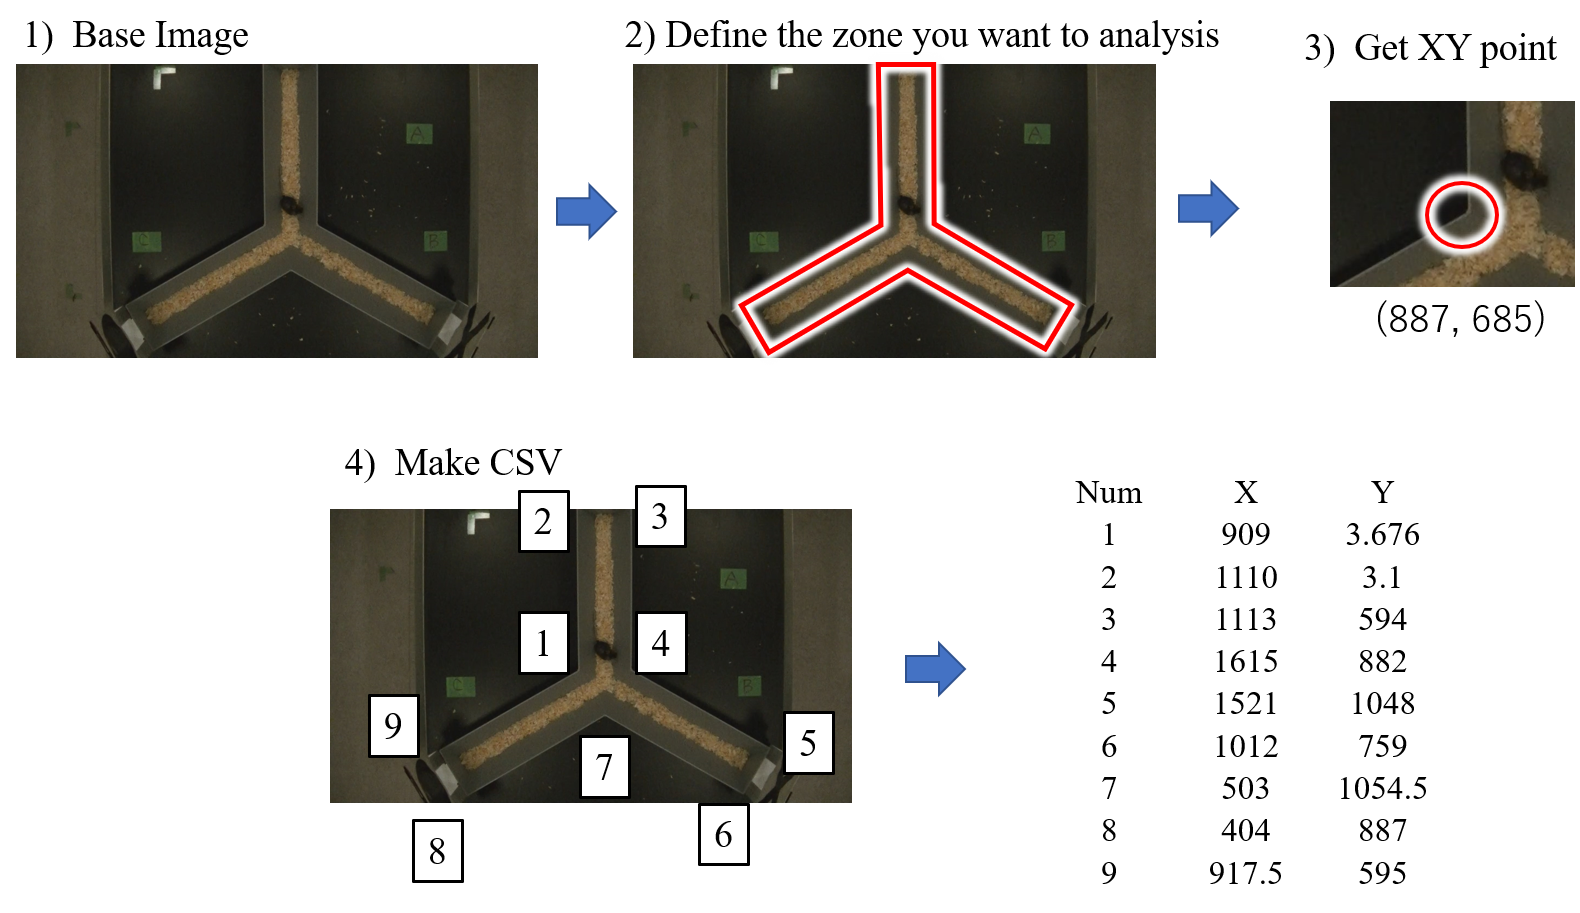 1) Base Image
2) Define the zone you want to analysis
3) Get XY point
A
C
B
A
C
B
(887, 685)
4) Make CSV
2
3
A
1
4
C
B
9
5
7
6
8
Num X Y
1 909 3.676
2 1110 3.1
3 1113 594
4 1615 882
5 1521 1048
6 1012 759
7 503 1054.5
8 404 887
9 917.5 595